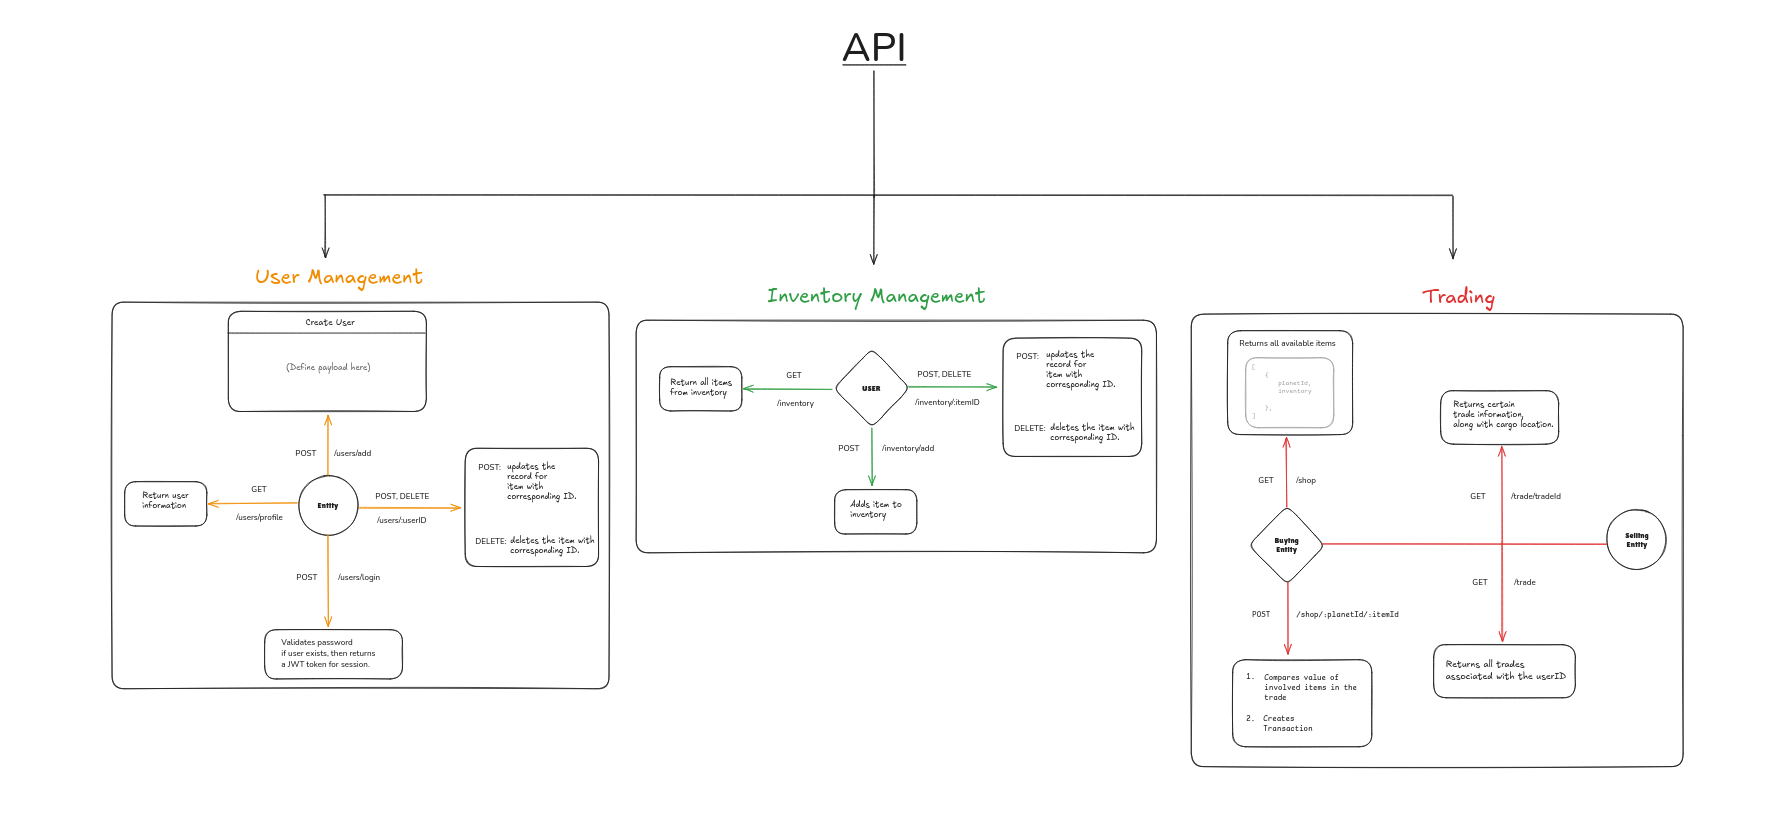 API
User Management
Create User
(Define payload here)
POST
/users/add
GET
/users/profile
Return user
information
Entity
POST, DELETE
/users/:userID
POST:
updates the
record for
item with
corresponding ID.
DELETE:
deletes the item with
corresponding ID.
POST
/users/login
Validates password
if user exists, then returns
a JWT token for session.
Inventory Management
Return all items
from inventory
GET
/inventory
USER
POST, DELETE
/inventory/:itemID
POST:
updates the
record for
item with
corresponding ID.
DELETE:
deletes the item with
corresponding ID.
POST
/inventory/add
Adds item to
inventory
Trading
Returns all available items
[
{
planetId,
inventory
},
]
GET
/shop
Buying
Entity
POST
/shop/:planetId/:itemId
1. Compares value of
involved items in the
trade
2. Creates
Transaction
Returns certain
trade information,
along with cargo location.
GET
/trade/tradeId
Selling
Entity
GET
/trade
Returns all trades
associated with the userID